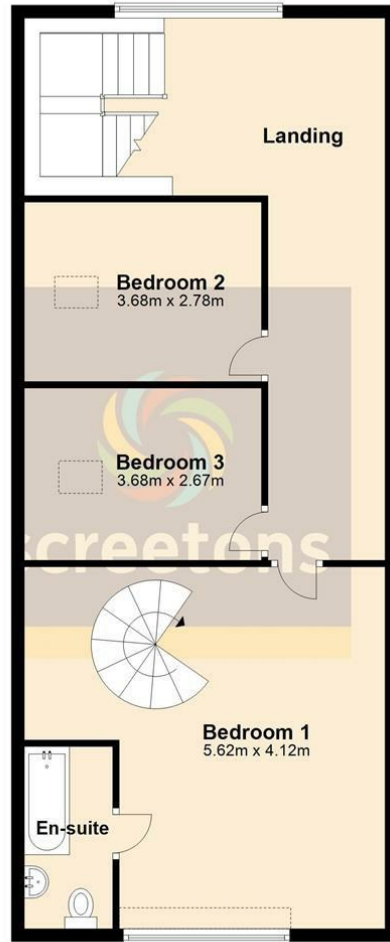 Landing
Bedroom 2
3.68m x 2.78m
Bedroom 3
3.68m x 2.67m
screetons
Bedroom 1
5.62m x 4.12m
En-suite